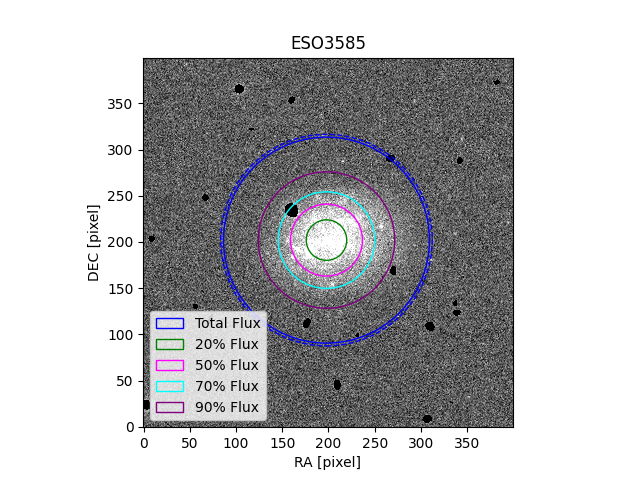 ESO3585
DEC [pixel]
350
300
250
200
150
100
50
0
Total Flux
20% Flux
50% Flux
70% Flux
90% Flux
0 50 100 150 200 250 300 350
RA [pixel]